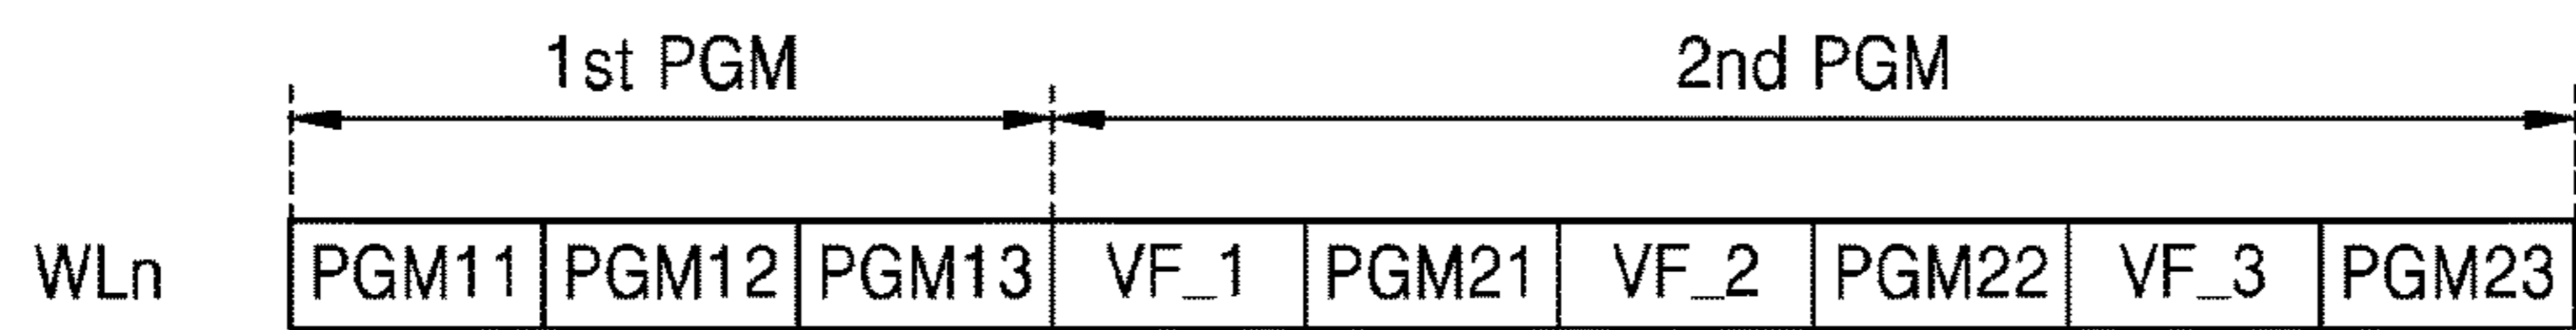 1st PGM 2nd PGM
WLn PGM11 PGM12 PGM13 VF_1 PGM21 VF_2 PGM22 VF_3 PGM23